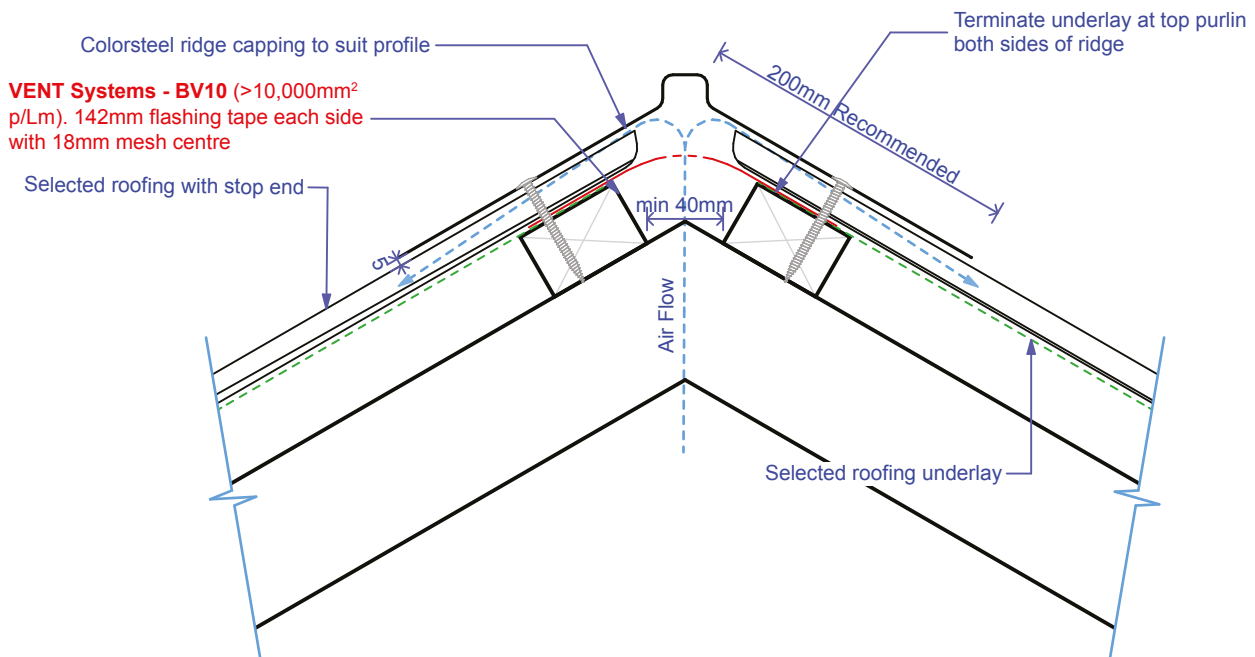 Colorsteel ridge capping to suit profile
VENT Systems - BV10 (>10,000mm²
p/Lm). 142mm flashing tape each side
with 18mm mesh centre
Selected roofing with stop end
Terminate underlay at top purlin
both sides of ridge
200mm Recommended
min 40mm
5
Air Flow
Selected roofing underlay